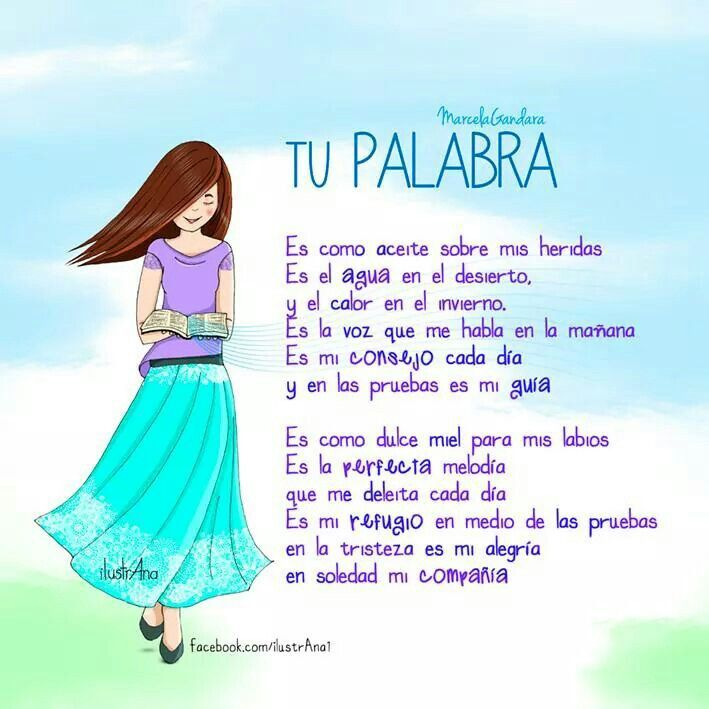 MarcelaGandara
TU PALABRA
Es como aceite sobre mis heridas
Es el agua en el desierto,
y el calor en el invierno.
Es la voz que me habla en la mañana
Es mi consejo cada día
y en las pruebas es mi guía
Es como dulce miel para mis labios
Es la perfecta melodía
que me deleita cada día
Es mi refugio en medio de las pruebas
en la tristeza es mi alegría
en soledad mi compañía
ilustrAna
facebook.com/ilustrAna1